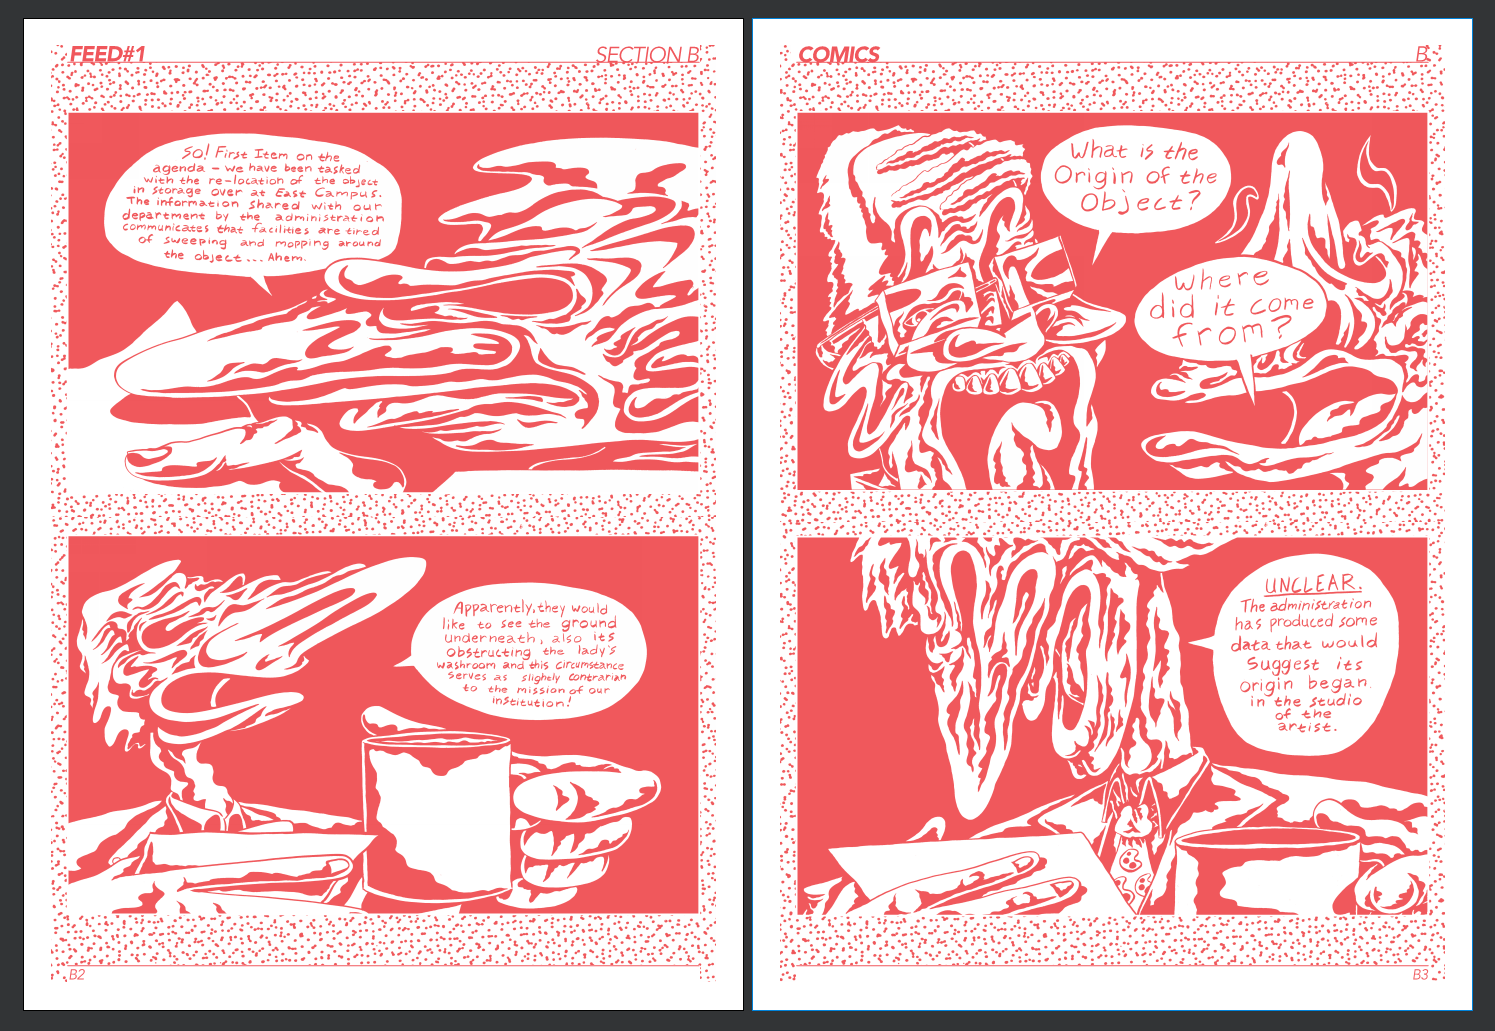 FEED#1
SECTION B
So! First Item on the
agenda - we have been tasked
with the re-location of the object
in storage over at East Campus.
The information shared with our
department by the administration
communicates that facilities are tired
of sweeping and mopping around
the object... Ahem.
Apparently, they would
like to see the ground
underneath, also its
obstructing the lady's
washroom and this circumstance
serves as slightly contrarian
to the mission of our
institution!
B2
COMICS
B
What is the
Origin of the
Object?
Where
did it come
from?
UNCLEAR.
The administration
has produced some
data that would
suggest its
origin began
in the studio
of the
artist.
B3